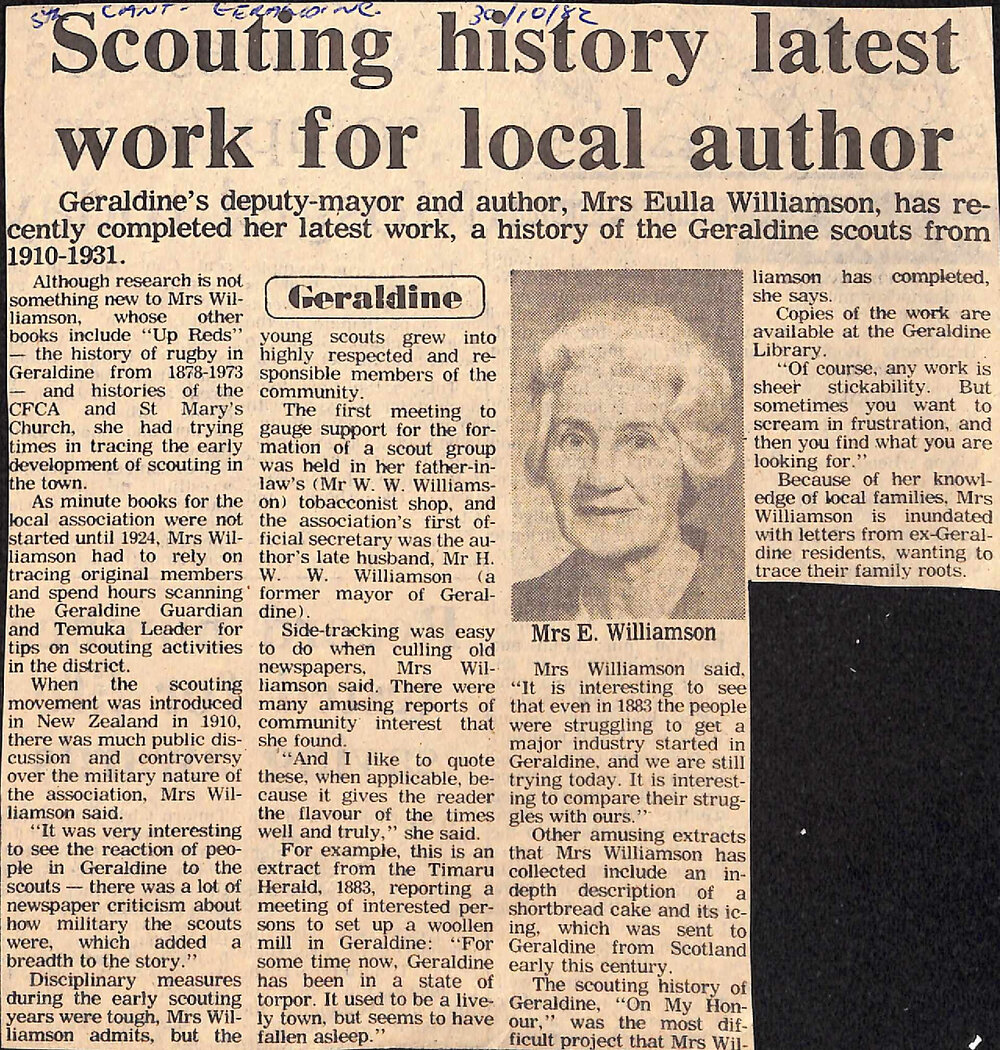 Sth CANT. GERALDINE. 30/10/82
Scouting history latest
work for local author
Geraldine's deputy-mayor and author, Mrs Eulla Williamson, has re-
cently completed her latest work, a history of the Geraldine scouts from
1910-1931.
Although research is not
something new to Mrs Wil-
liamson, whose other
books include "Up Reds"
— the history of rugby in
Geraldine from 1878-1973
— and histories of the
CFCA and St Mary's
Church, she had trying
times in tracing the early
development of scouting in
the town.
As minute books for the
local association were not
started until 1924, Mrs Wil-
liamson had to rely on
tracing original members
and spend hours scanning
the Geraldine Guardian
and Temuka Leader for
tips on scouting activities
in the district.
When the scouting
movement was introduced
in New Zealand in 1910,
there was much public dis-
cussion and controversy
over the military nature of
the association, Mrs Wil-
liamson said.
"It was very interesting
to see the reaction of peo-
ple in Geraldine to the
scouts — there was a lot of
newspaper criticism about
how military the scouts
were, which added a
breadth to the story."
Disciplinary measures
during the early scouting
years were tough, Mrs Wil-
liamson admits, but the
Geraldine
young scouts grew into
highly respected and re-
sponsible members of the
community.
The first meeting to
gauge support for the for-
mation of a scout group
was held in her father-in-
law's (Mr W. W. Williams-
on) tobacconist shop, and
the association's first of-
ficial secretary was the au-
thor's late husband, Mr H.
W. W. Williamson (a
former mayor of Geral-
dine).
Side-tracking was easy
to do when culling old
newspapers, Mrs Wil-
liamson said. There were
many amusing reports of
community interest that
she found.
"And I like to quote
these, when applicable, be-
cause it gives the reader
the flavour of the times
well and truly," she said.
For example, this is an
extract from the Timaru
Herald, 1883, reporting a
meeting of interested per-
sons to set up a woollen
mill in Geraldine: "For
some time now, Geraldine
has been in a state of
torpor. It used to be a live-
ly town, but seems to have
fallen asleep."
Mrs E. Williamson
Mrs Williamson said,
"It is interesting to see
that even in 1883 the people
were struggling to get a
major industry started in
Geraldine, and we are still
trying today. It is interest-
ing to compare their strug-
gles with ours."
Other amusing extracts
that Mrs Williamson has
collected include an in-
depth description of a
shortbread cake and its ic-
ing, which was sent to
Geraldine from Scotland
early this century.
The scouting history of
Geraldine, "On My Hon-
our," was the most dif-
ficult project that Mrs Wil-
liamson has completed,
she says.
Copies of the work are
available at the Geraldine
Library.
"Of course, any work is
sheer stickability. But
sometimes you want to
scream in frustration, and
then you find what you are
looking for."
Because of her knowl-
edge of local families, Mrs
Williamson is inundated
with letters from ex-Geral-
dine residents, wanting to
trace their family roots.